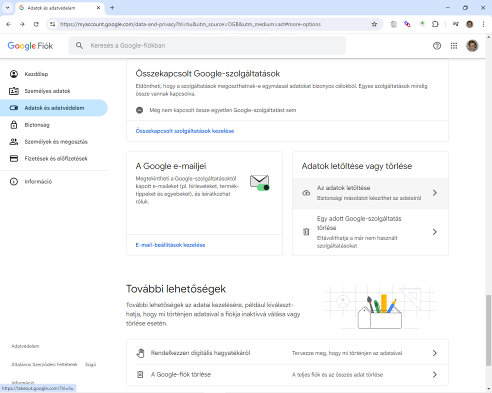 Adatok és adatvédelem
https://myaccount.google.com/data-and-privacy?hl=hu&utm_source=OGB&utm_medium=act#more-options
Google Fiók
Keresés a Google-fiókban
Kezdőlap
Személyes adatok
Adatok és adatvédelem
Biztonság
Személyek és megosztás
Fizetések és előfizetések
Információ
Összekapcsolt Google-szolgáltatások
Eldöntheti, hogy a szolgáltatások megoszthatnak-e egymással adatokat bizonyos célokból. Egyes szolgáltatások mindig
össze vannak kapcsolva.
Még nem kapcsolt össze egyetlen Google-szolgáltatást sem
Összekapcsolt szolgáltatások kezelése
A Google e-mailjei
Megtekintheti a Google-szolgáltatásoktól
kapott e-maileket (pl. hírleveleket, termék-
tippeket és egyebeket), és leiratkozhat
róluk.
E-mail-beállítások kezelése
Adatok letöltése vagy törlése
Az adatok letöltése
Biztonsági másolatot készíthet az adatairól
Egy adott Google-szolgáltatás
törlése
Eltávolíthatja a már nem használt
szolgáltatásokat
További lehetőségek
További lehetőségek az adatai kezelésére, például kiválaszt-
hatja, hogy mi történjen adataival a fiókja inaktívvá válása vagy
törlése esetén.
Rendelkezzen digitális hagyatékáról
Tervezze meg, hogy mi történjen az adataival
A Google-fiók törlése
A teljes fiók és az összes adat törlése
Adatvédelem
Általános Szerződési Feltételek
Súgó
Információ
https://takeout.google.com/?hl=hu